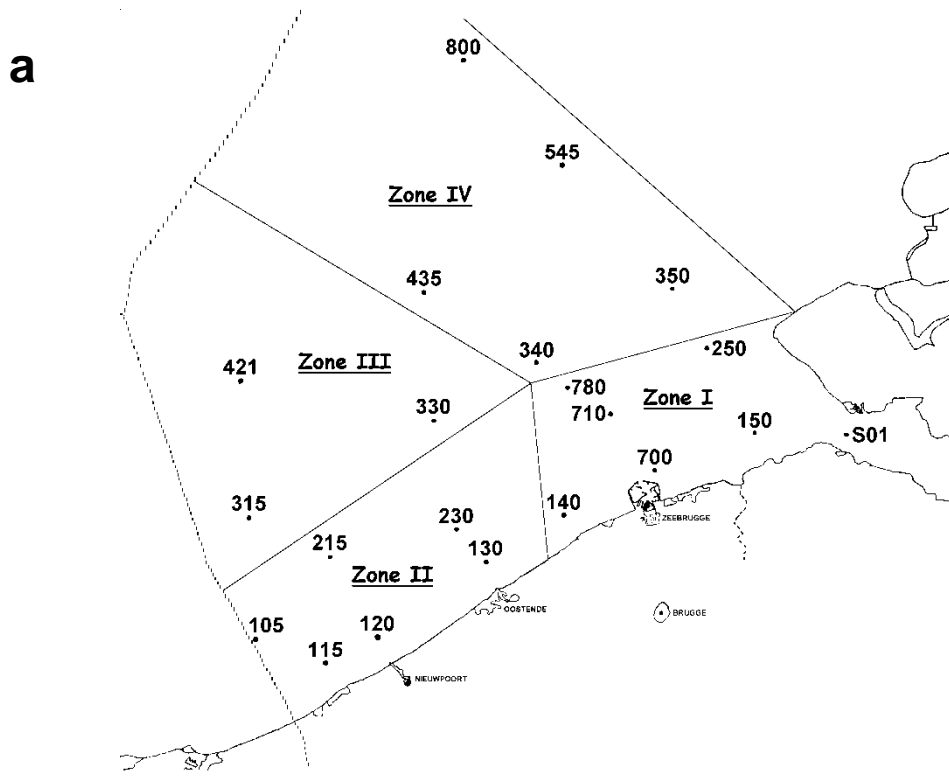 a
800
545
Zone IV
435
350
340
250
421
Zone III
780
Zone I
330
710
150
S01
700
315
140
ZEEBRUGGE
230
215
130
Zone II
OOSTENDE
BRUGGE
105
120
115
NIEUWPOORT